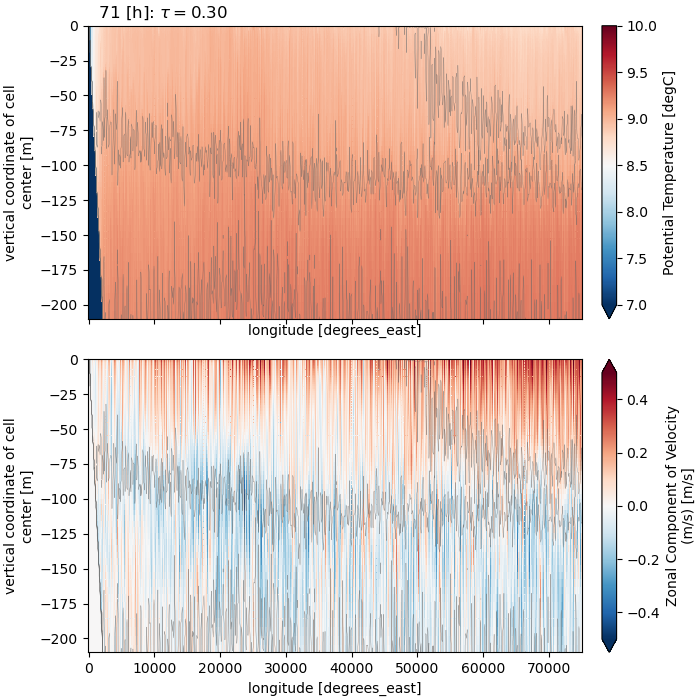 71 [h]: τ = 0.30
0
−25
−50
−75
−100
−125
−150
−175
−200
vertical coordinate of cell
center [m]
longitude [degrees_east]
10.0
9.5
9.0
8.5
8.0
7.5
7.0
Potential Temperature [degC]
0
−25
−50
−75
−100
−125
−150
−175
−200
vertical coordinate of cell
center [m]
0 10000 20000 30000 40000 50000 60000 70000
longitude [degrees_east]
0.4
0.2
0.0
−0.2
−0.4
Zonal Component of Velocity
(m/s) [m/s]